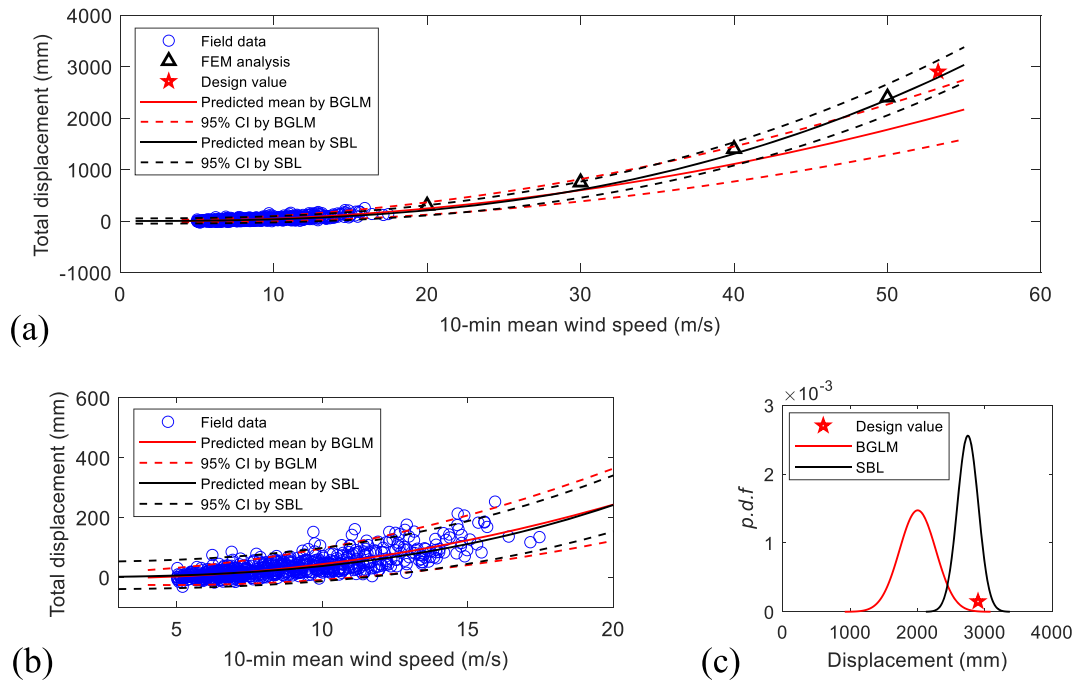 4000
3000
2000
1000
0
-1000
Total displacement (mm)
Field data
FEM analysis
Design value
Predicted mean by BGLM
95% CI by BGLM
Predicted mean by SBL
95% CI by SBL
0 10 20 30 40 50 60
10-min mean wind speed (m/s)
(a)
600
400
200
0
Total displacement (mm)
Field data
Predicted mean by BGLM
95% CI by BGLM
Predicted mean by SBL
95% CI by SBL
5 10 15 20
10-min mean wind speed (m/s)
(b)
×10⁻³
3
2
1
0
p.d.f
Design value
BGLM
SBL
0 1000 2000 3000 4000
Displacement (mm)
(c)